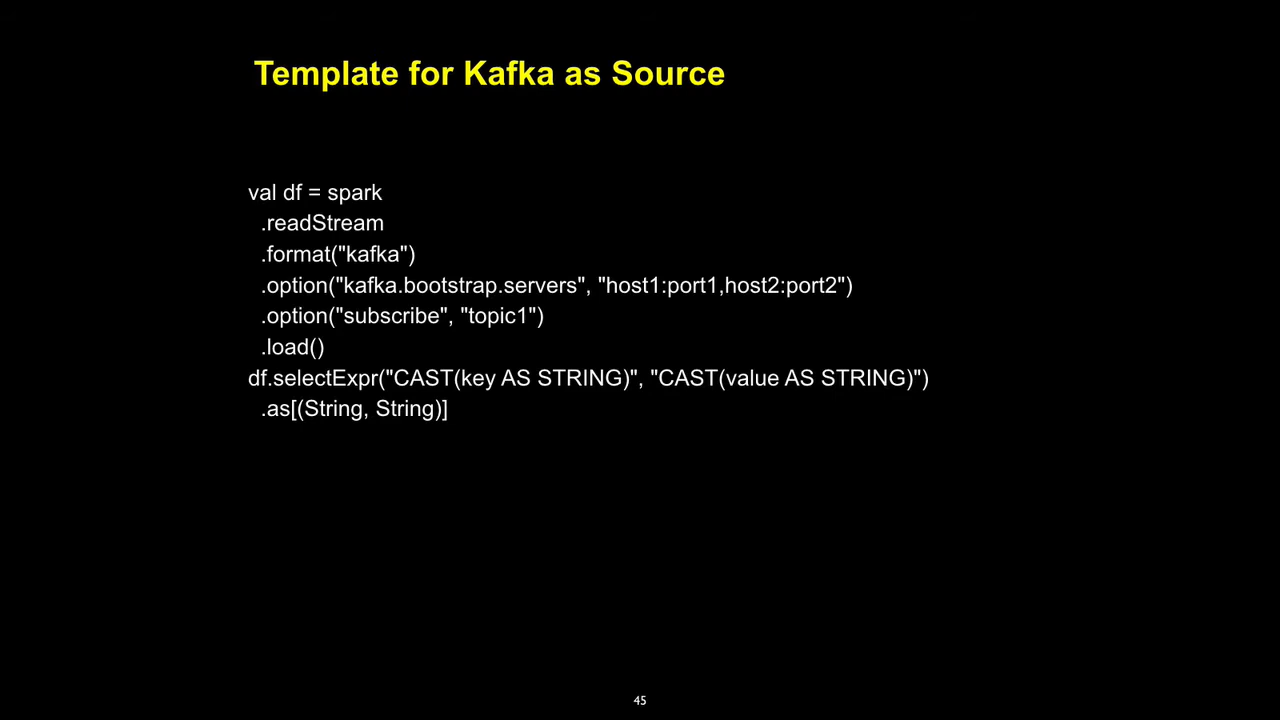 Template for Kafka as Source
val df = spark
.readStream
.format("kafka")
.option("kafka.bootstrap.servers", "host1:port1,host2:port2")
.option("subscribe", "topic1")
.load()
df.selectExpr("CAST(key AS STRING)", "CAST(value AS STRING)")
.as[(String, String)]
45